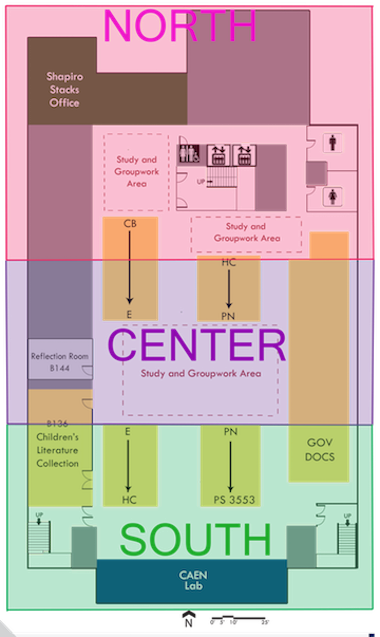 NORTH
Shapiro
Stacks
Office
Study and
Groupwork
Area
UP
Study and
Groupwork Area
CB
HC
E
PN
CENTER
Reflection Room
B144
Study and Groupwork Area
B136
Children's
Literature
Collection
E
PN
GOV
DOCS
HC
PS 3553
UP
UP
SOUTH
CAEN
Lab
N
0' 5' 10' 25'